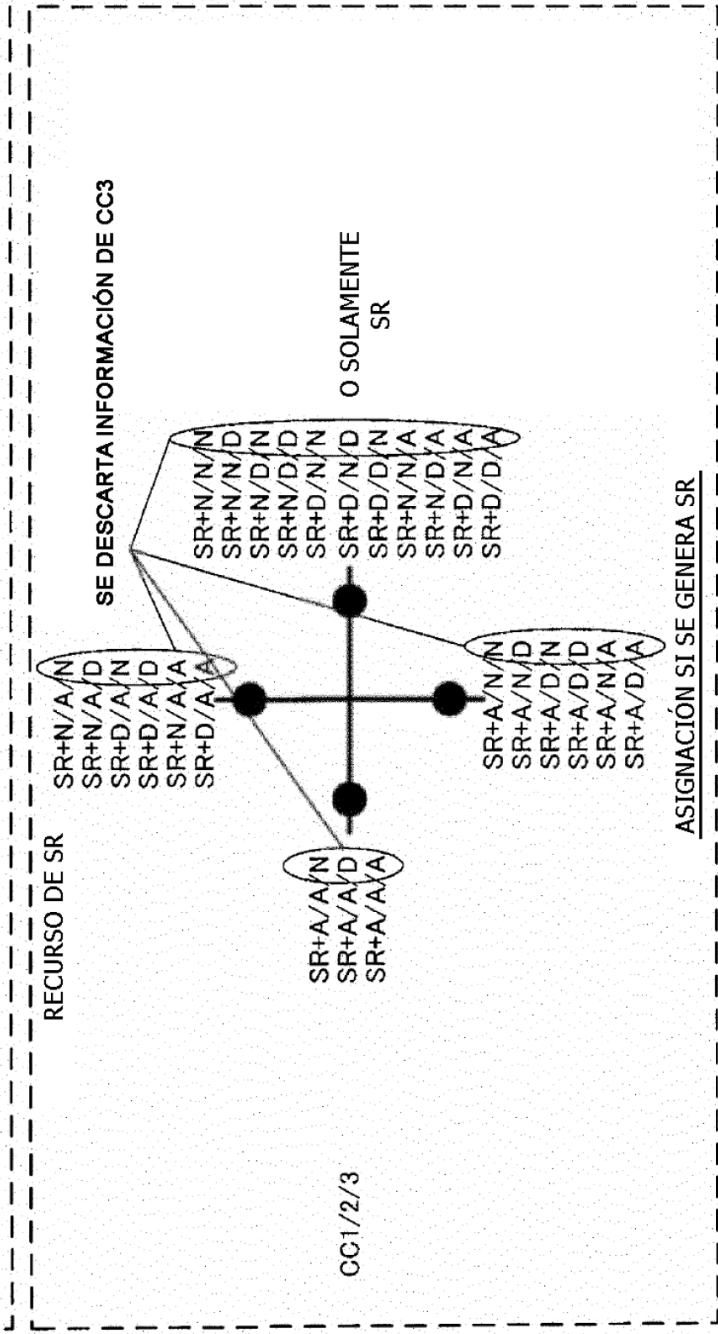 RECURSO DE SR
SE DESCARTA INFORMACIÓN DE CC3
SR+N/A/N
SR+N/A/D
SR+D/A/N
SR+D/A/D
SR+N/A/A
SR+D/A/A
SR+A/A/N
SR+A/A/D
SR+A/A/A
SR+N/N/N
SR+N/N/D
SR+N/D/N
SR+N/D/D
SR+D/N/N
SR+D/N/D
SR+D/D/N
SR+N/N/A
SR+N/D/A
SR+D/N/A
SR+D/D/A
O SOLAMENTE
SR
CC1/2/3
SR+A/N/N
SR+A/N/D
SR+A/D/N
SR+A/D/D
SR+A/N/A
SR+A/D/A
ASIGNACIÓN SI SE GENERA SR